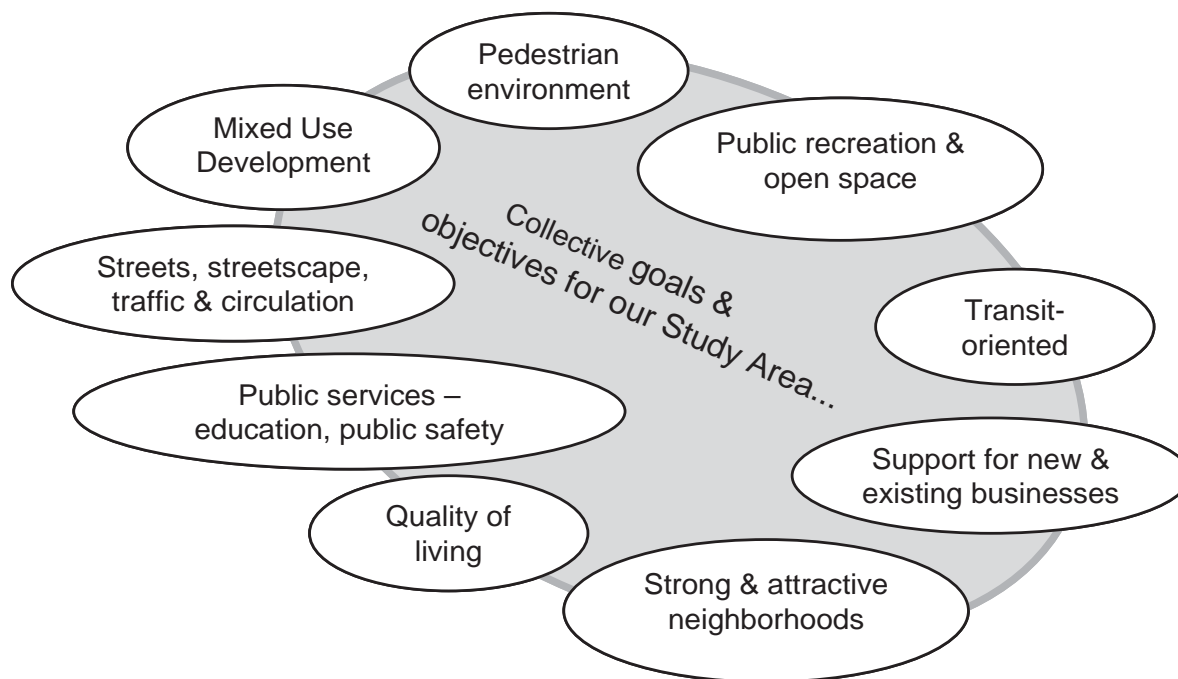 Pedestrian
environment
Mixed Use
Development
Public recreation &
open space
Collective goals &
objectives for our Study Area...
Streets, streetscape,
traffic & circulation
Transit-
oriented
Public services –
education, public safety
Support for new &
existing businesses
Quality of
living
Strong & attractive
neighborhoods